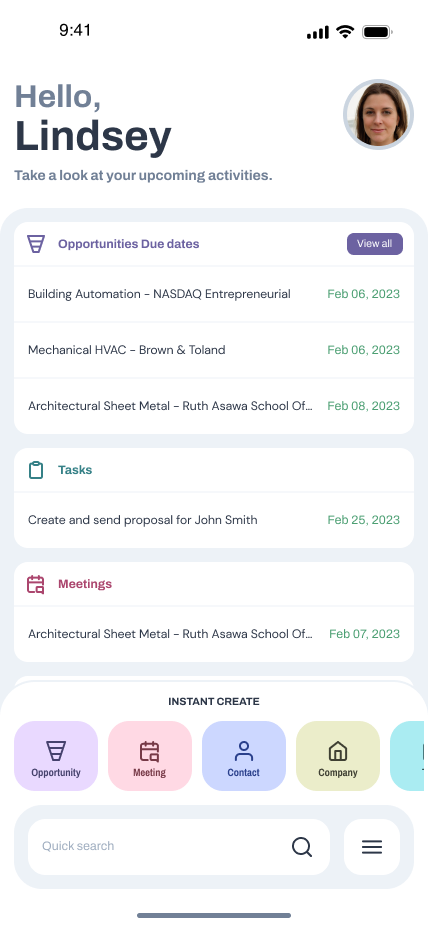 9:41
Hello,
Lindsey
Take a look at your upcoming activities.
Opportunities Due dates
View all
Building Automation - NASDAQ Entrepreneurial
Feb 06, 2023
Mechanical HVAC - Brown & Toland
Feb 06, 2023
Architectural Sheet Metal - Ruth Asawa School Of...
Feb 08, 2023
Tasks
Create and send proposal for John Smith
Feb 25, 2023
Meetings
Architectural Sheet Metal - Ruth Asawa School Of...
Feb 07, 2023
INSTANT CREATE
Opportunity
Meeting
Contact
Company
Quick search